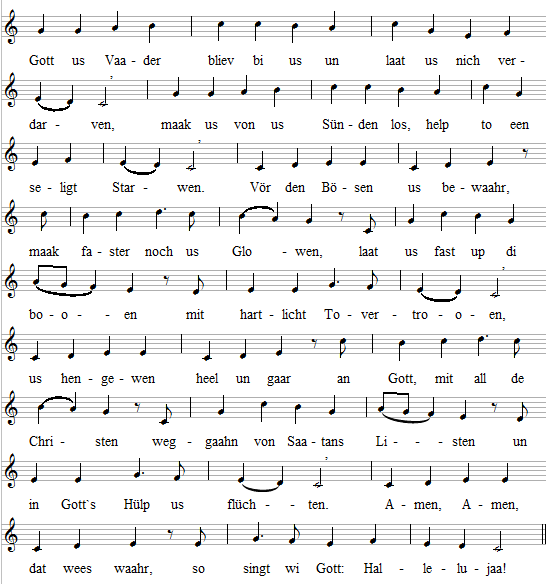 Gott us Vaa - der bliev bi us un laat us nich ver -
dar - ven, maak us von us Sün - den los, help to een
se - ligt Star - wen. Vör den Bö - sen us be - waahr,
maak fa - ster noch us Glo - wen, laat us fast up di
bo - o - en mit hart - licht To - ver - tro - o - en,
us hen - ge - wen heel un gaar an Gott, mit all de
Chri - sten weg - gaahn von Saa - tans Li - - sten un
in Gott`s Hülp us flüch - ten. A - men, A - men,
dat wees waahr, so singt wi Gott: Hal - le - lu - jaa!